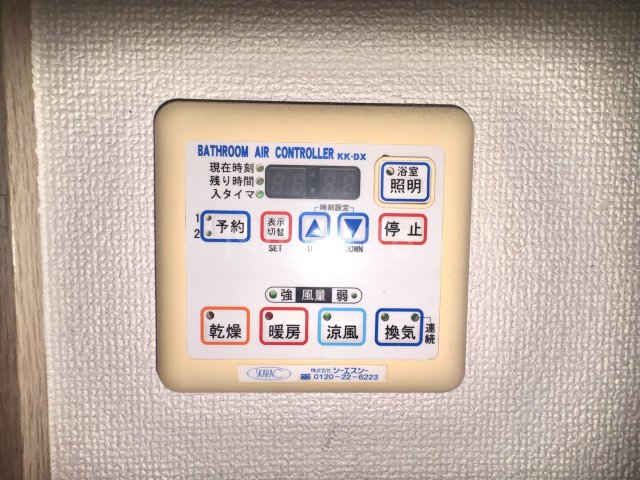 BATHROOM AIR CONTROLLER KK-DX
現在時刻
残り時間
入タイマ
浴室
照明
1
2
予約
表示
切替
SET
時刻設定
DOWN
停止
強 風量 弱
乾燥
暖房
涼風
換気
連続
SKARAC
株式会社 シーエスシー
0120-22-6223